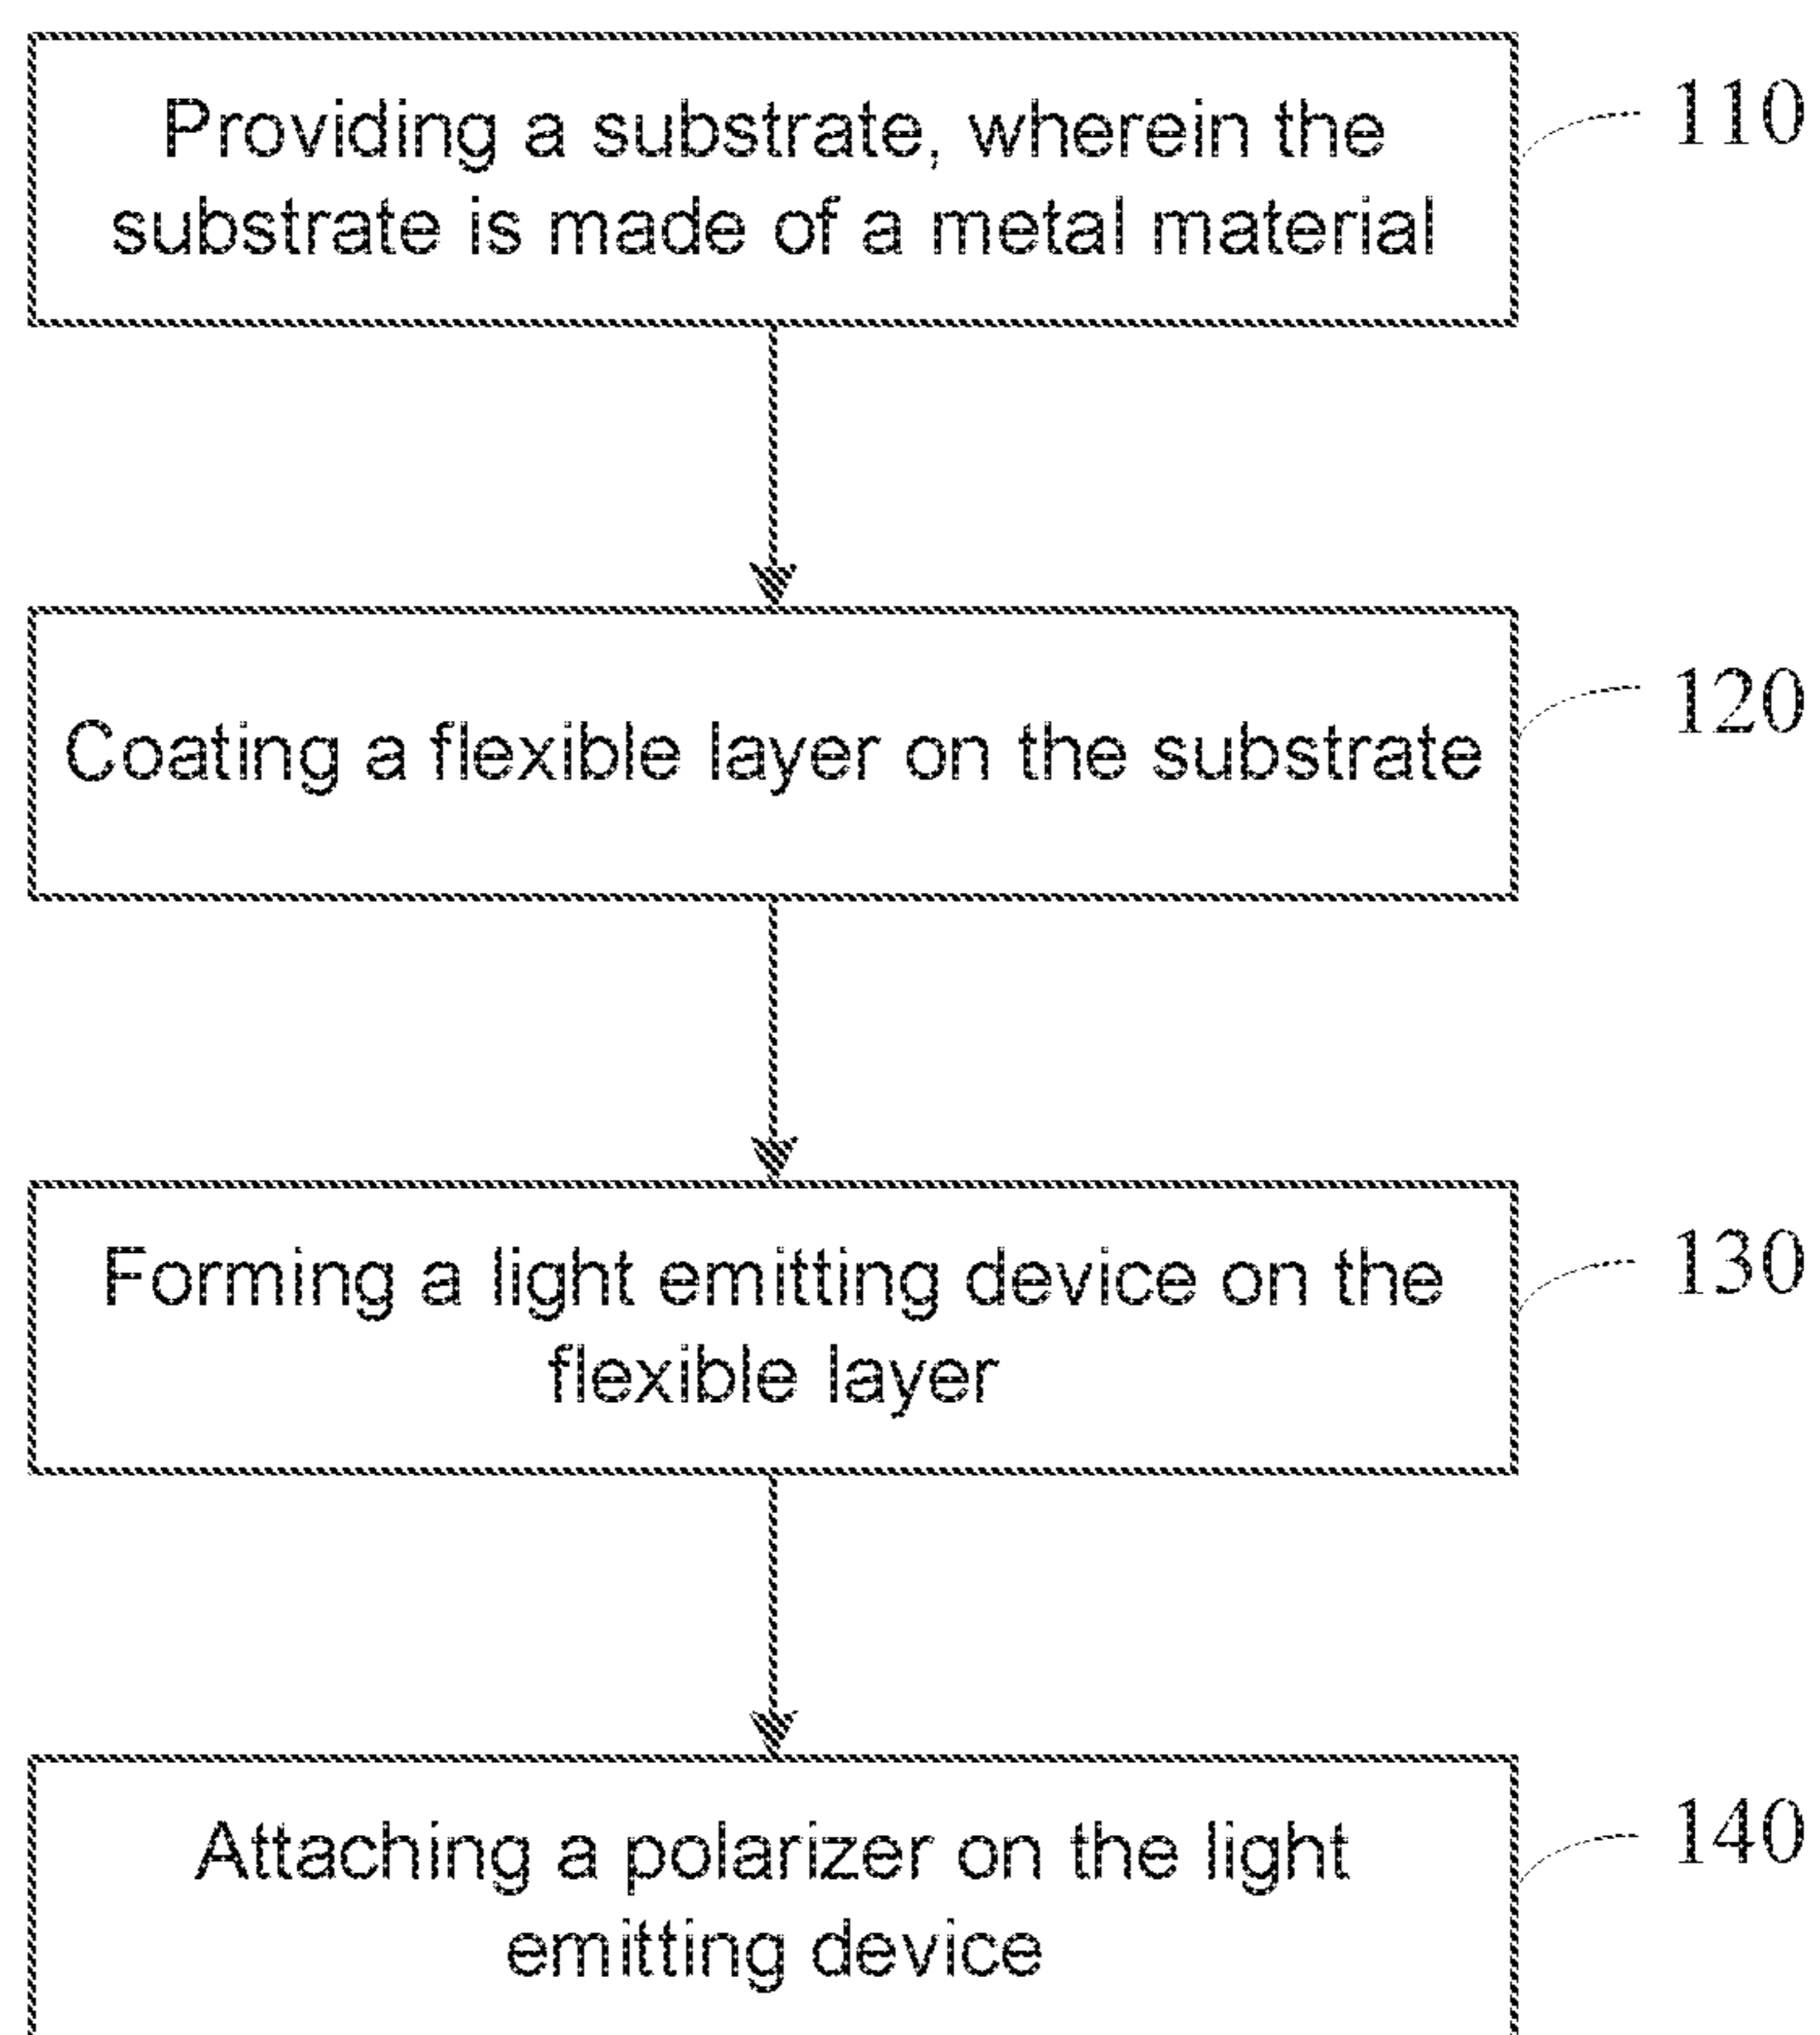 Providing a substrate, wherein the
substrate is made of a metal material
110
Coating a flexible layer on the substrate
120
Forming a light emitting device on the
flexible layer
130
Attaching a polarizer on the light
emitting device
140